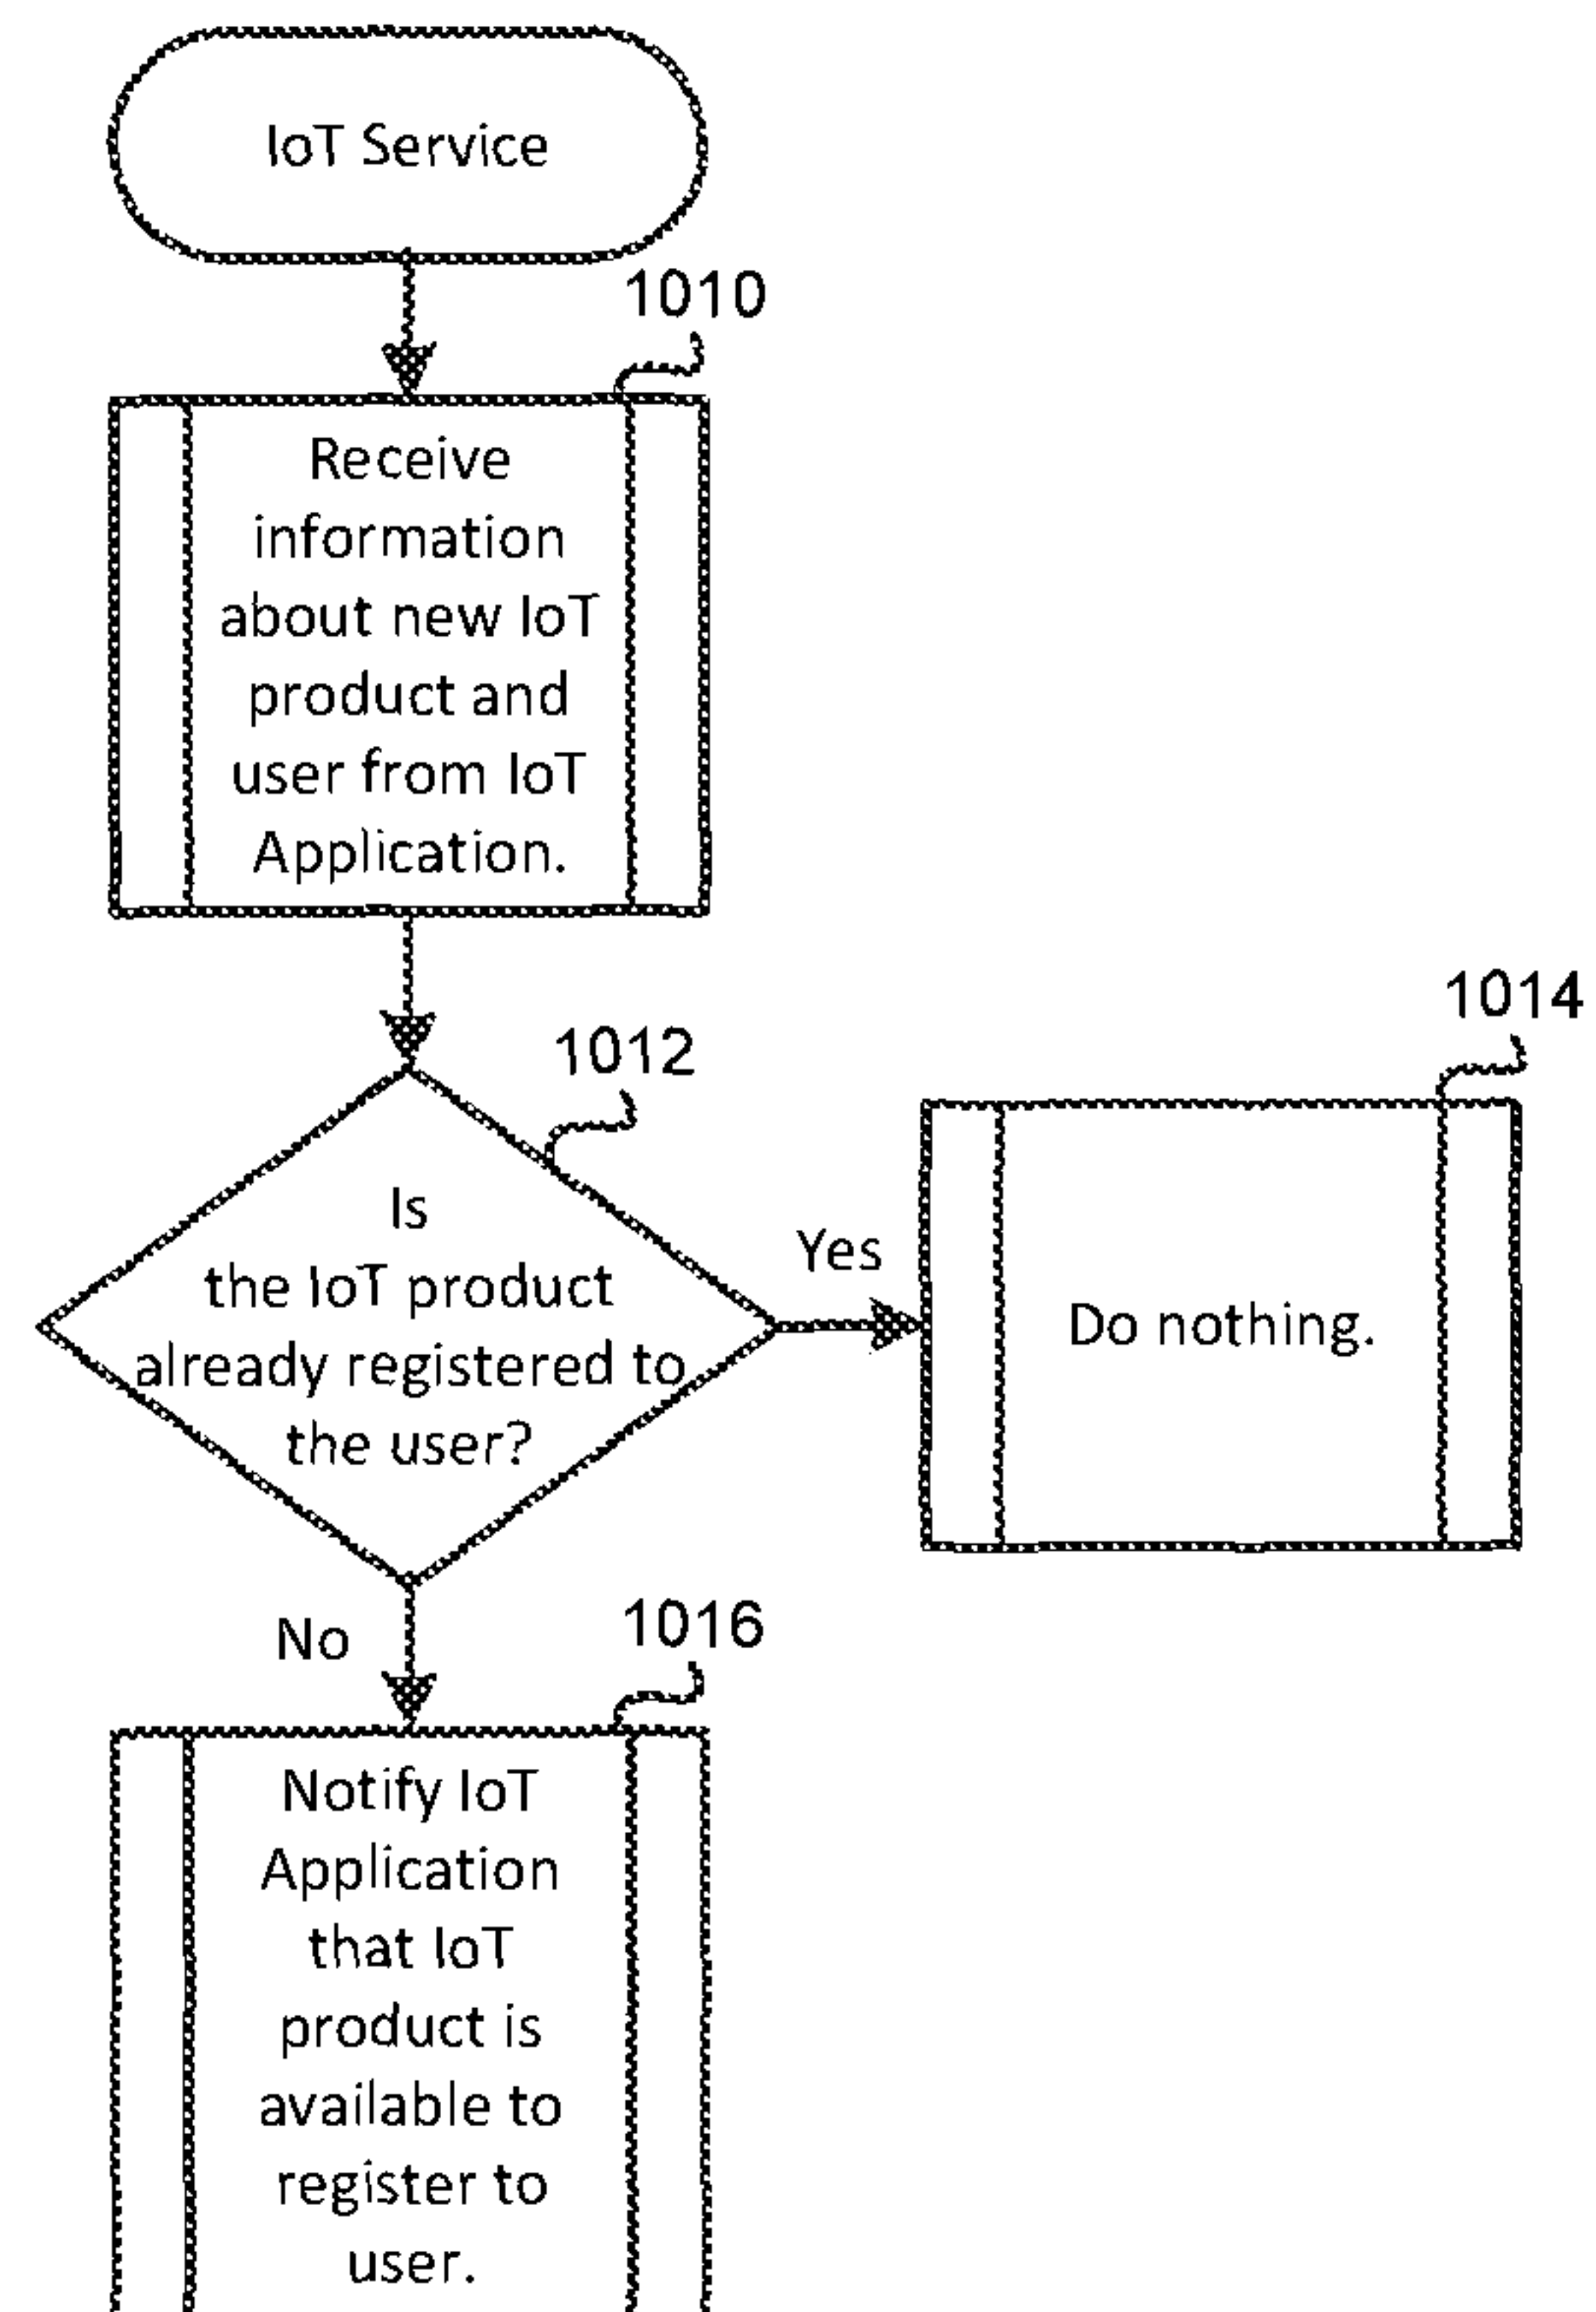 IoT Service
1010
Receive
information
about new IoT
product and
user from IoT
Application.
1012
Is
the IoT product
already registered to
the user?
Yes
1014
Do nothing.
No
1016
Notify IoT
Application
that IoT
product is
available to
register to
user.